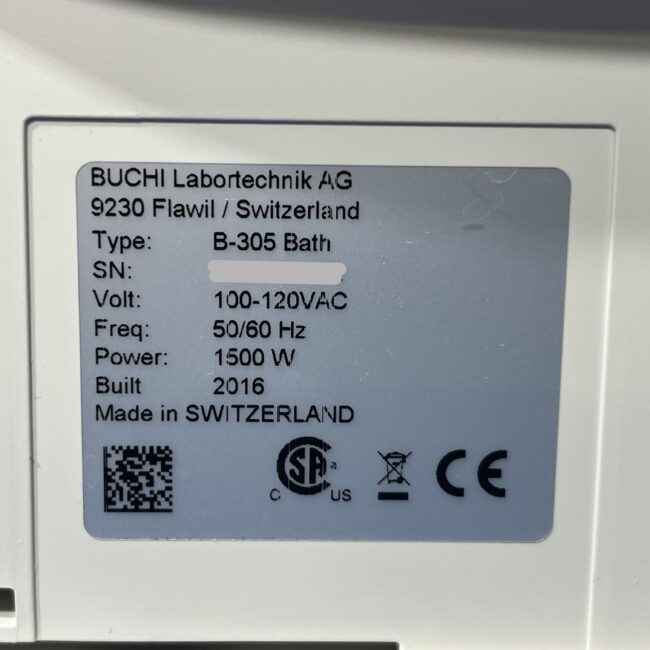 BUCHI Labortechnik AG
9230 Flawil / Switzerland
Type: B-305 Bath
SN:
Volt: 100-120VAC
Freq: 50/60 Hz
Power: 1500 W
Built 2016
Made in SWITZERLAND
C SA US CE